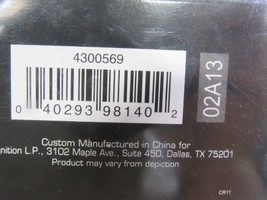 4300569
0 40293 98140 2
02A13
Custom Manufactured in China for
nition L.P., 3102 Maple Ave., Suite 450, Dallas, TX 75201
Product may vary from depiction
CR11